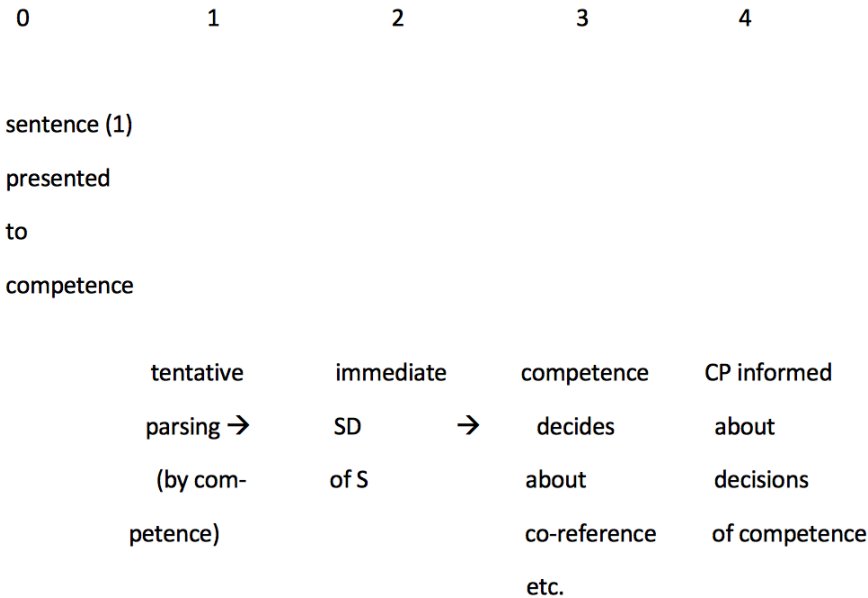 0 1 2 3 4
sentence (1)
presented
to
competence
tentative immediate competence CP informed
parsing → SD → decides about
(by com- of S about decisions
petence) co-reference of competence
etc.